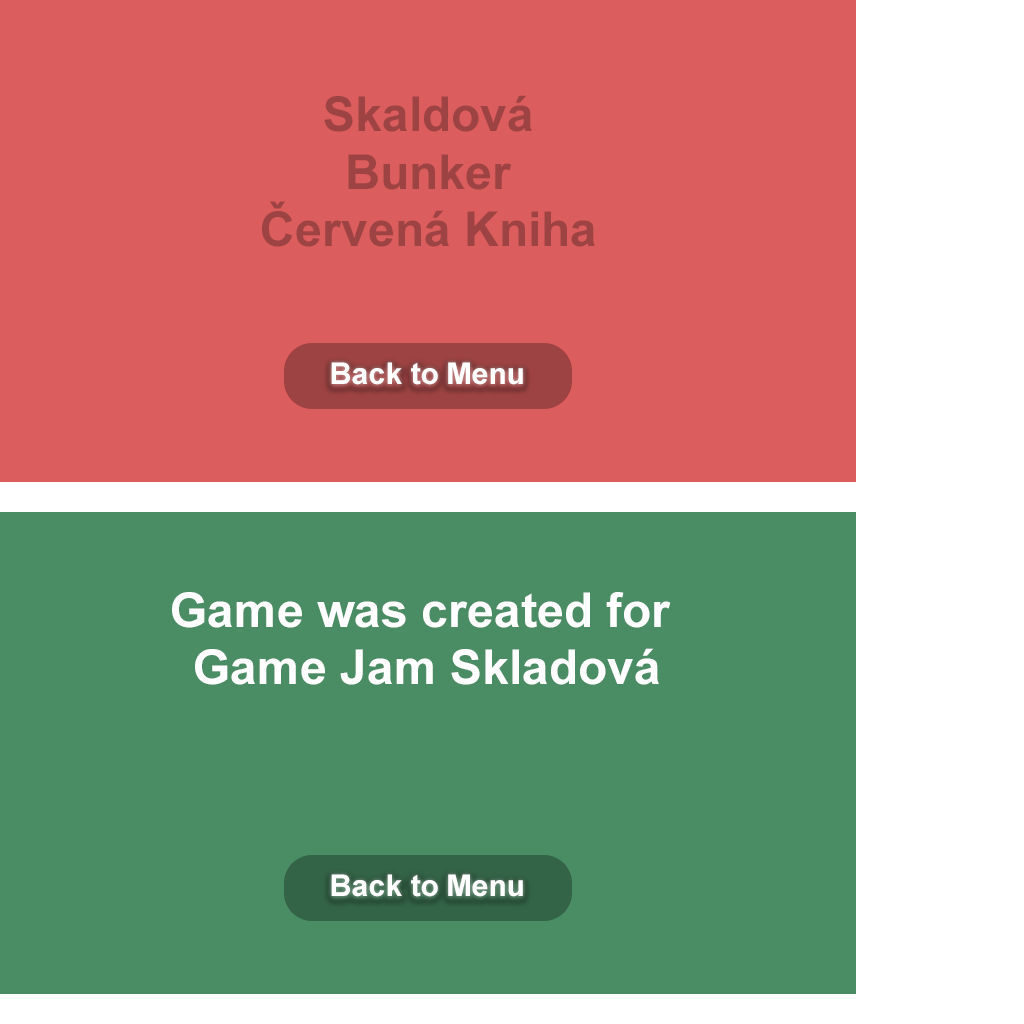 Skaldová
Bunker
Červená Kniha
Back to Menu
Game was created for
Game Jam Skladová
Back to Menu